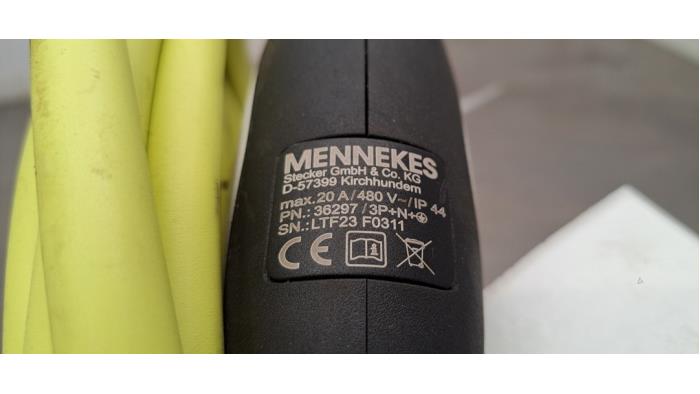 MENNEKES
Stecker GmbH & Co. KG
D-57399 Kirchhundem
max. 20 A / 480 V~ / IP 44
PN.: 36297 / 3P+N+⏚
SN.: LTF23 F0311
CE